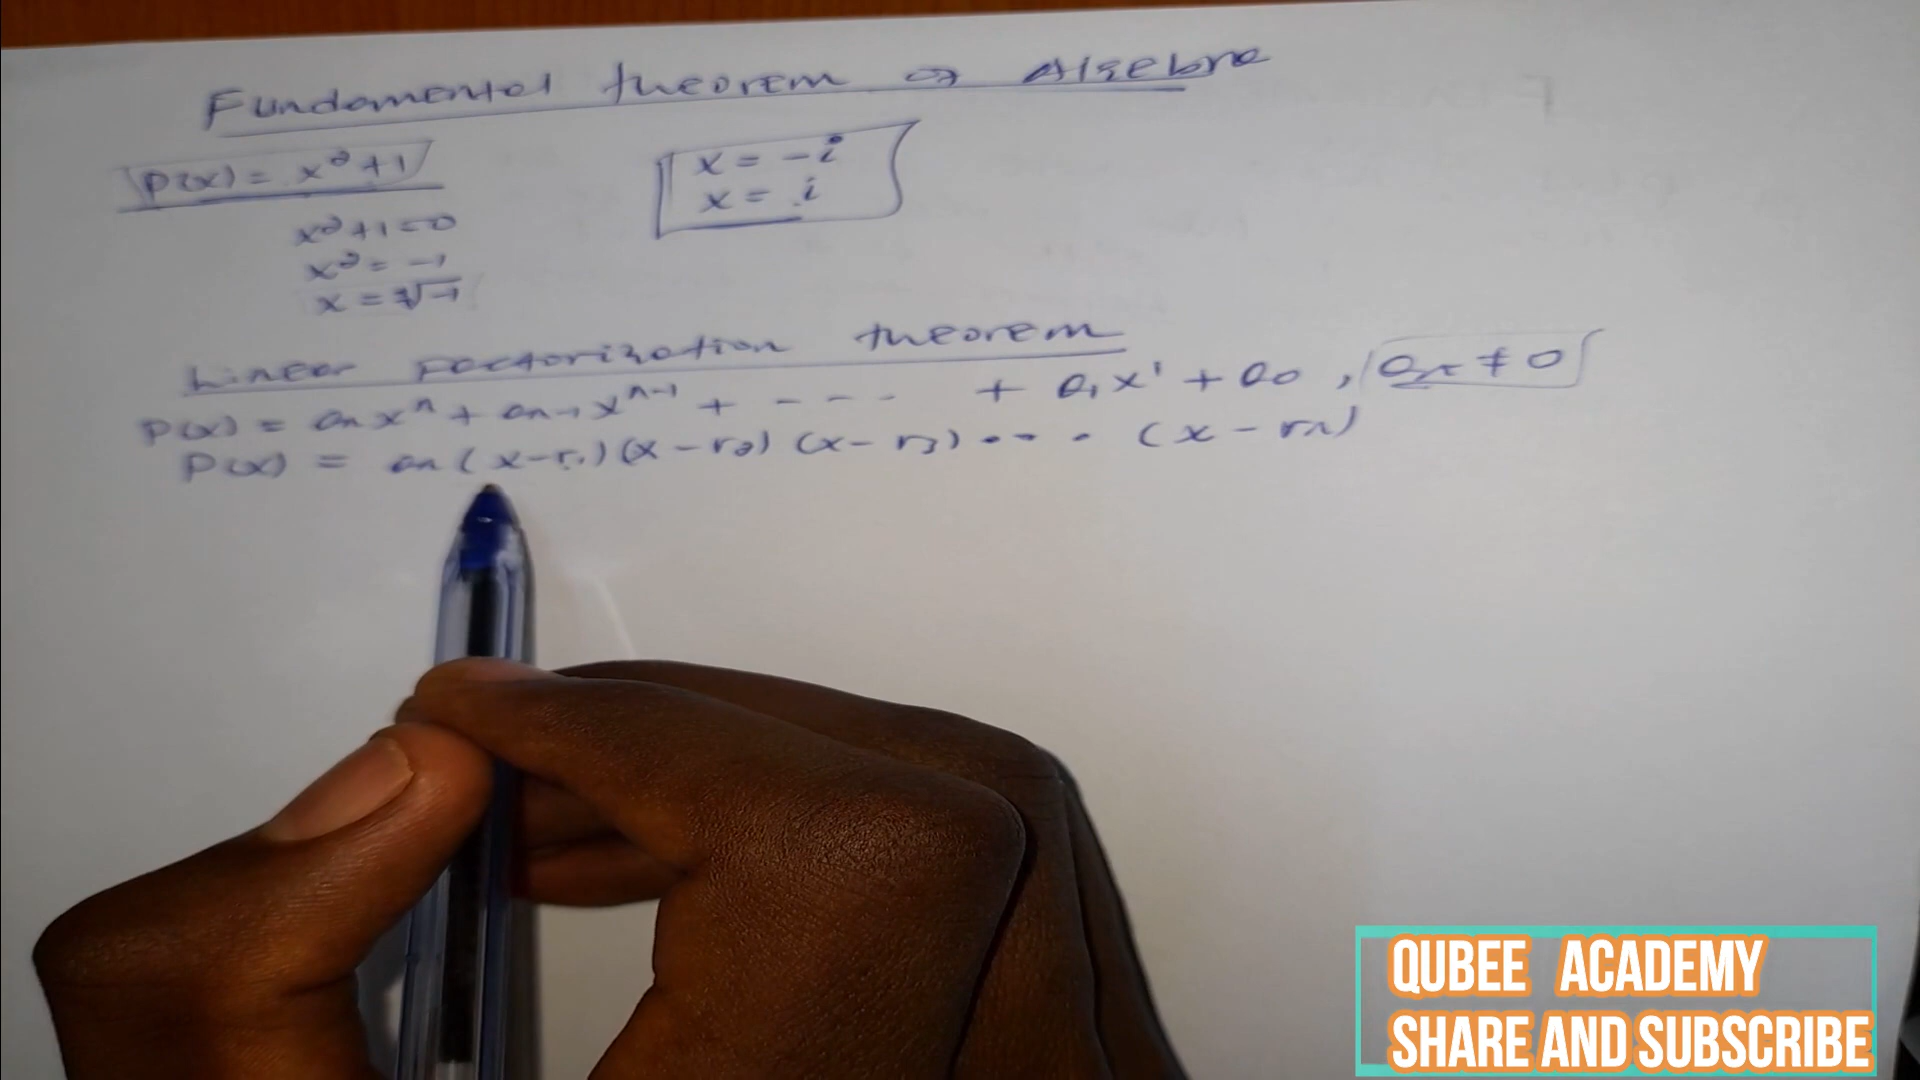 Fundamental theorem of Algebra
P(x) = x²+1
x = -i
x = i
x²+1=0
x² = -1
x = ²√-1
Linear Factorization theorem
P(x) = anxⁿ + an-1xⁿ⁻¹ + - - - - + a1x¹ + a0 , an ≠ 0
P(x) = an (x-r1)(x-r2) (x-r3) .... (x-rn)
QUBEE ACADEMY
SHARE AND SUBSCRIBE